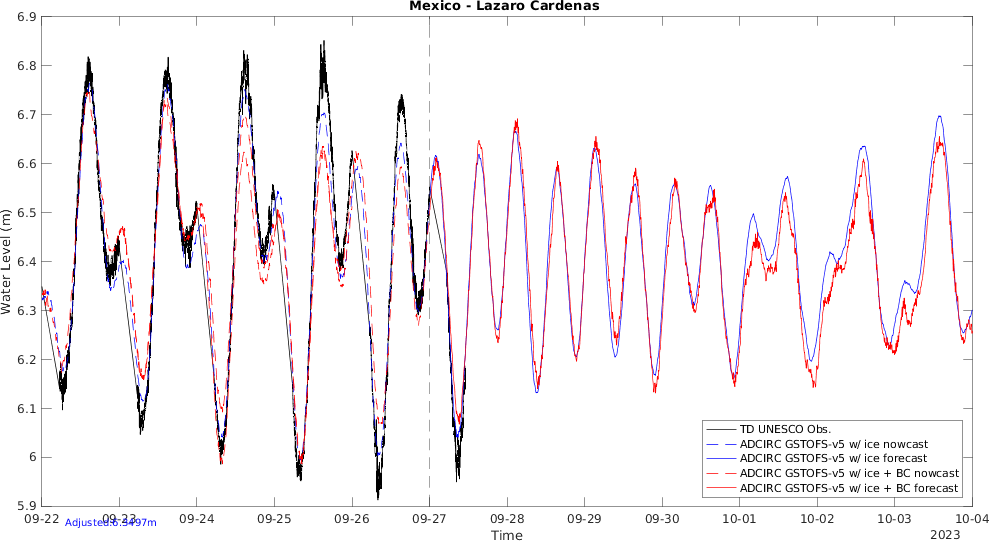 Mexico - Lazaro Cardenas
6.9
6.8
6.7
6.6
6.5
6.4
6.3
6.2
6.1
6
5.9
Water Level (m)
TD UNESCO Obs.
ADCIRC GSTOFS-v5 w/ ice nowcast
ADCIRC GSTOFS-v5 w/ ice forecast
ADCIRC GSTOFS-v5 w/ ice + BC nowcast
ADCIRC GSTOFS-v5 w/ ice + BC forecast
09-22 09-23 09-24 09-25 09-26 09-27 09-28 09-29 09-30 10-01 10-02 10-03 10-04
Adjusted:6.3497m
Time
2023